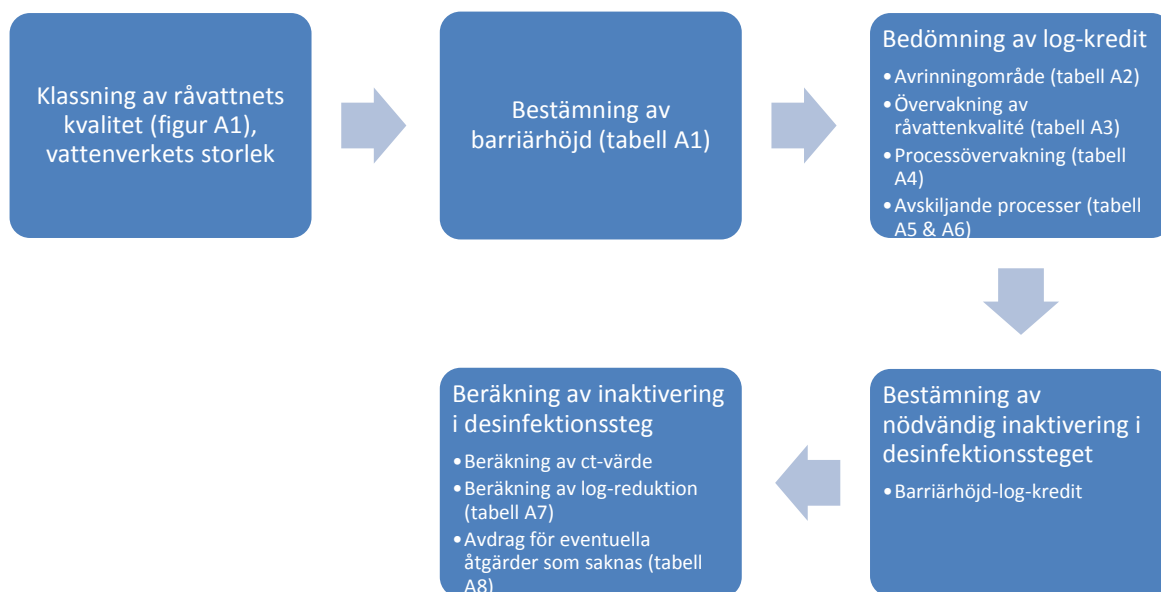 Klassning av råvattnets
kvalitet (figur A1),
vattenverkets storlek
Bestämning av
barriärhöjd (tabell A1)
Bedömning av log-kredit
•Avrinningområde (tabell A2)
•Övervakning av
råvattenkvalité (tabell A3)
•Processövervakning (tabell
A4)
•Avskiljande processer (tabell
A5 & A6)
Bestämning av
nödvändig inaktivering i
desinfektionssteget
•Barriärhöjd-log-kredit
Beräkning av inaktivering
i desinfektionssteg
•Beräkning av ct-värde
•Beräkning av log-reduktion
(tabell A7)
•Avdrag för eventuella
åtgärder som saknas (tabell
A8)